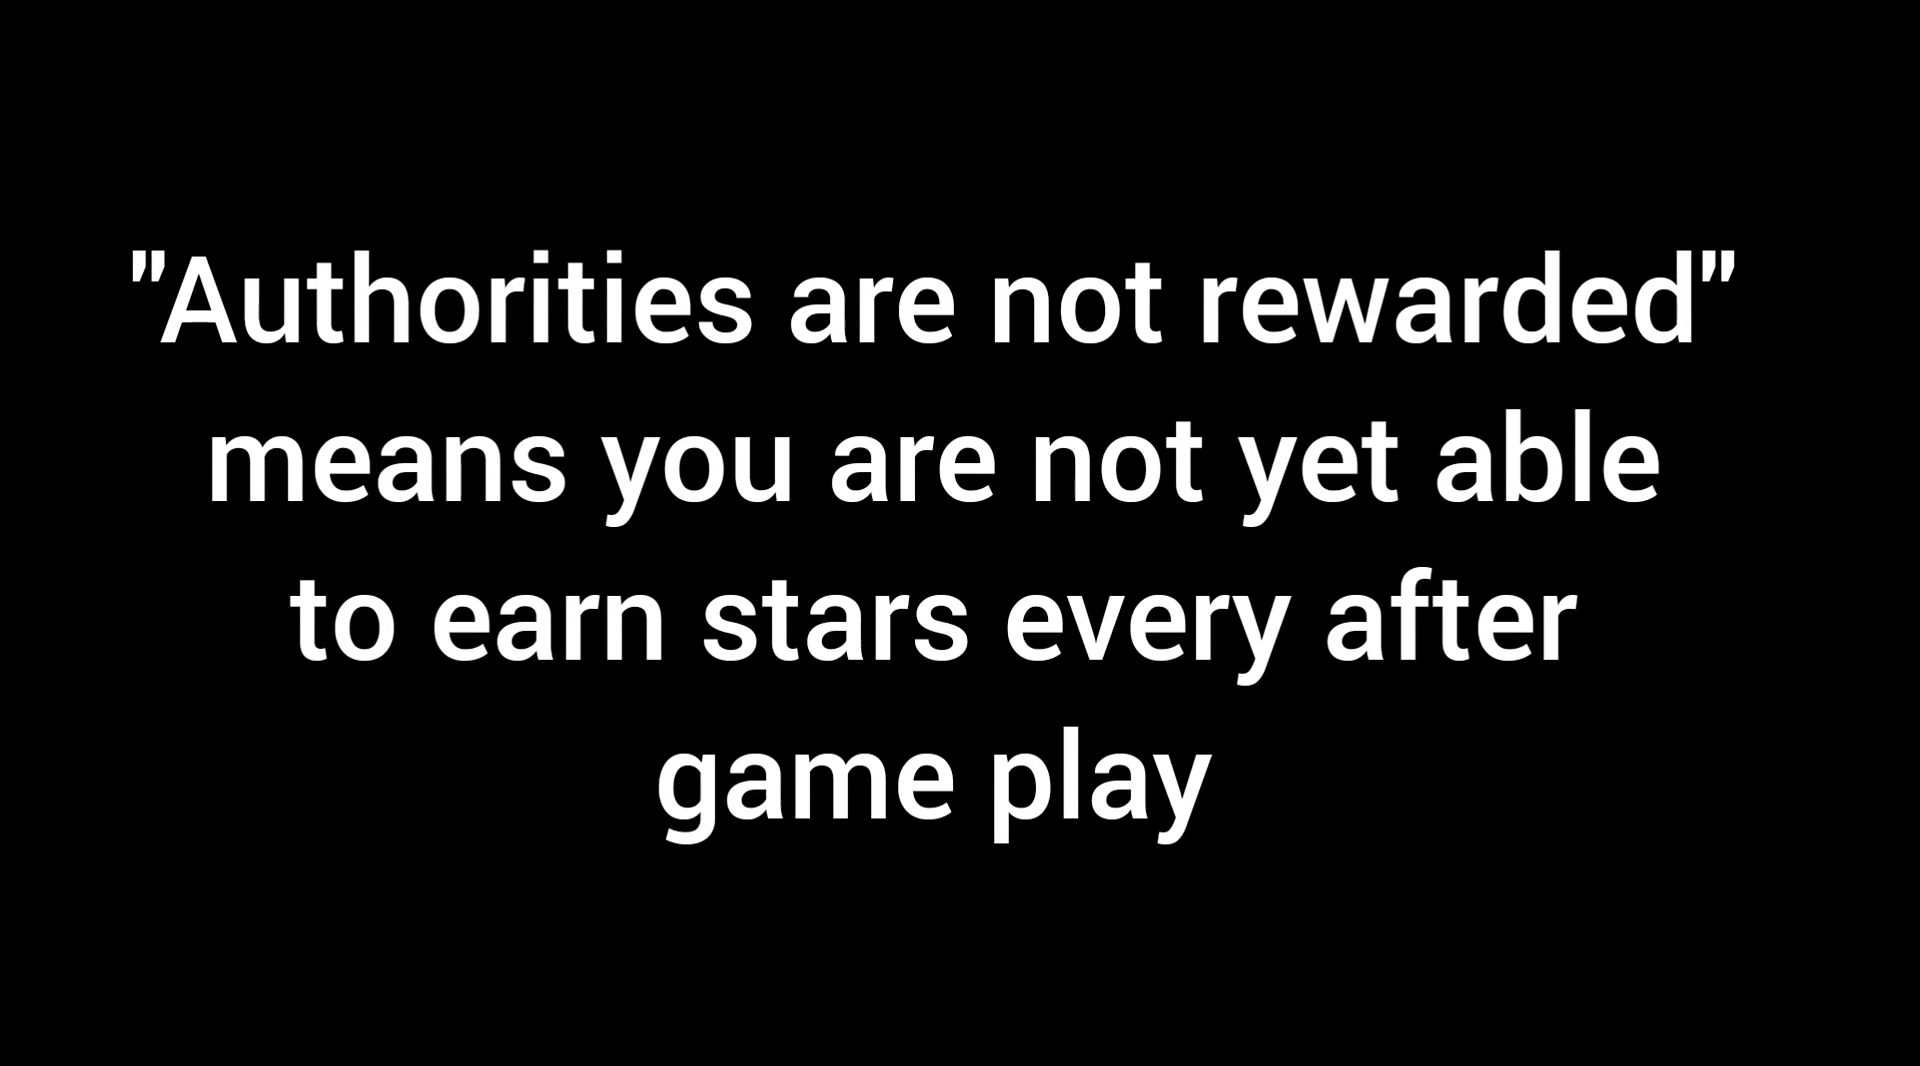 "Authorities are not rewarded"
means you are not yet able
to earn stars every after
game play